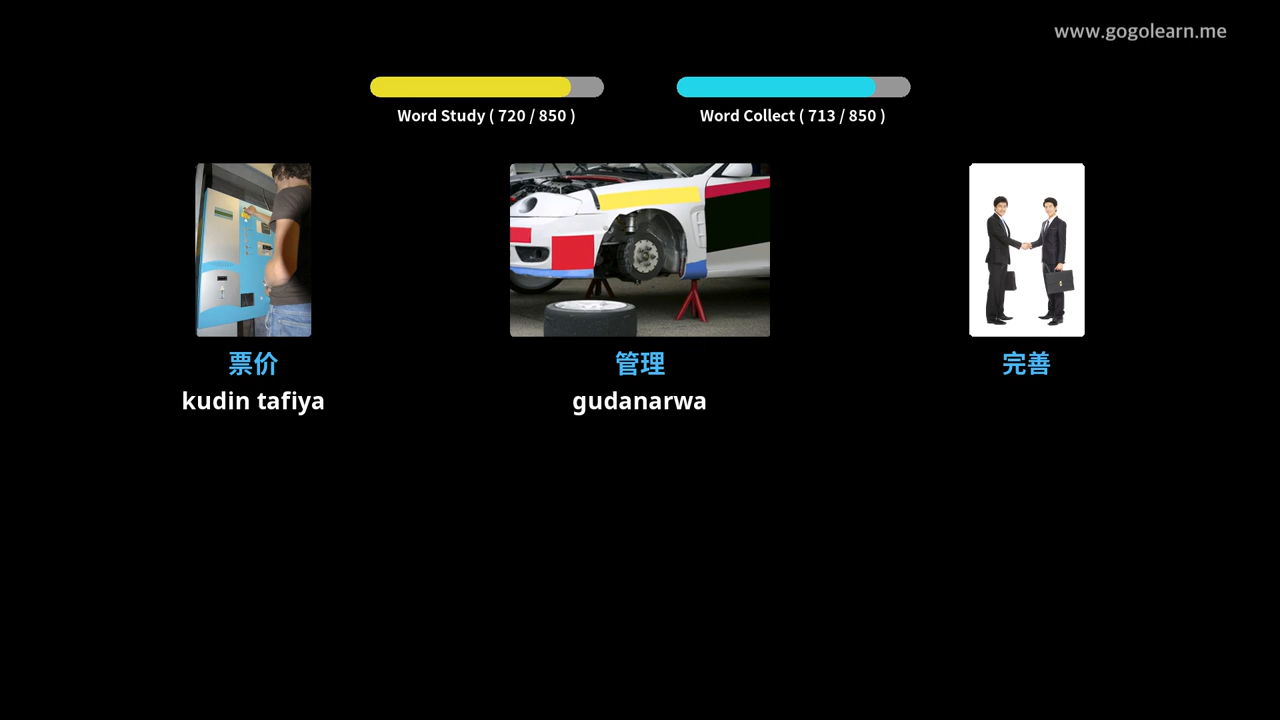 www.gogolearn.me
Word Study ( 720 / 850 )
Word Collect ( 713 / 850 )
票价
管理
完善
kudin tafiya
gudanarwa